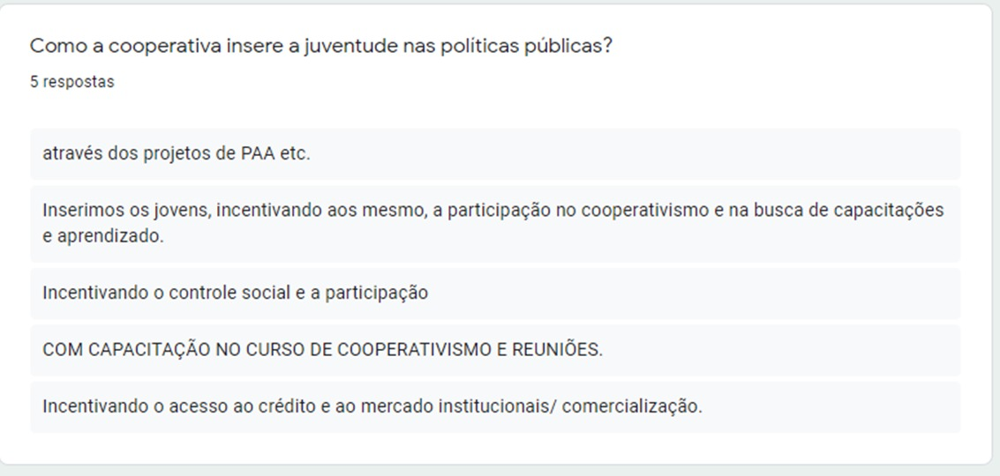 Como a cooperativa insere a juventude nas políticas públicas?
5 respostas
através dos projetos de PAA etc.
Inserimos os jovens, incentivando aos mesmo, a participação no cooperativismo e na busca de capacitações
e aprendizado.
Incentivando o controle social e a participação
COM CAPACITAÇÃO NO CURSO DE COOPERATIVISMO E REUNIÕES.
Incentivando o acesso ao crédito e ao mercado institucionais/ comercialização.